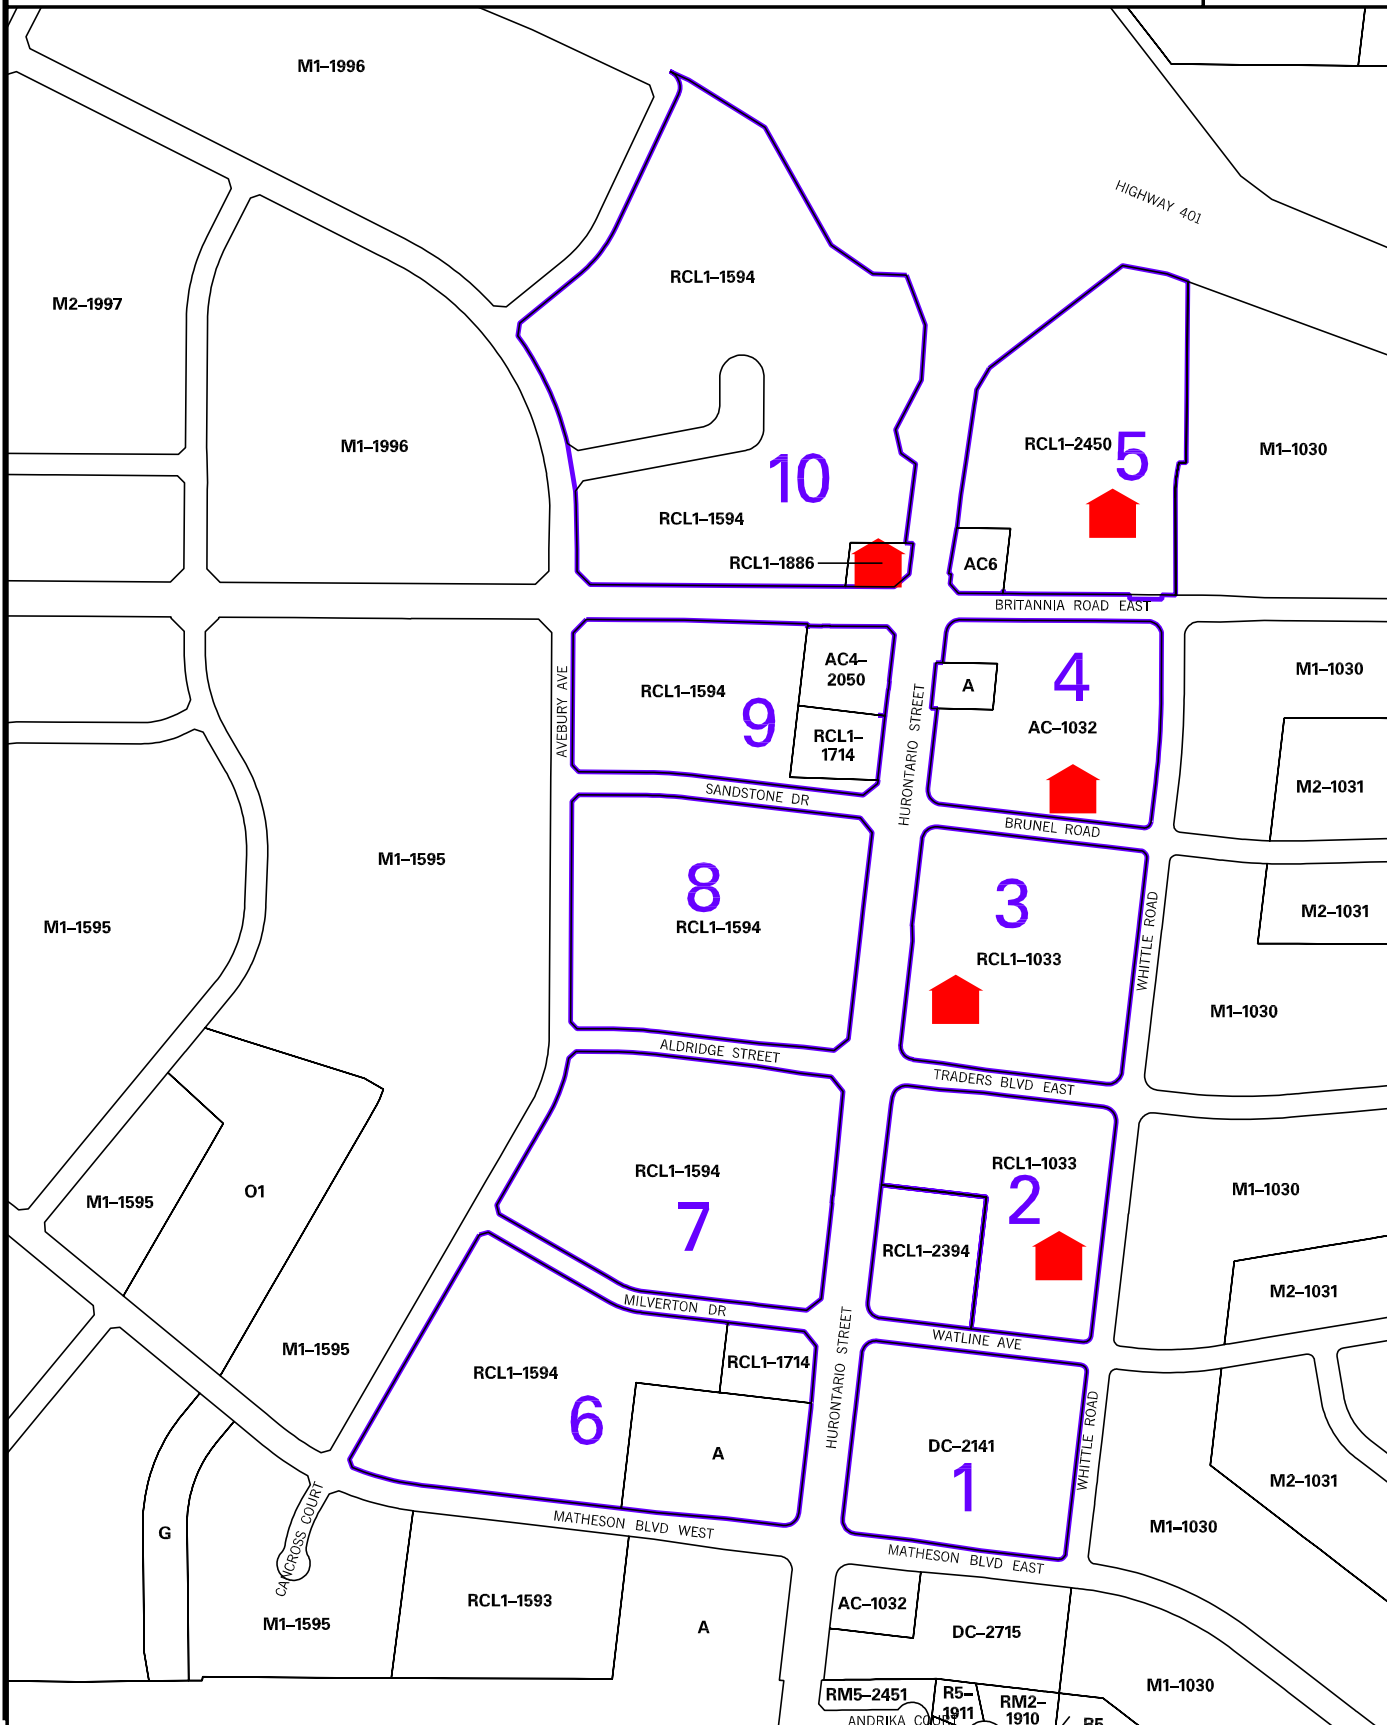 M1–1996
HIGHWAY 401
RCL1–1594
M2–1997
M1–1996
RCL1–2450
5
M1–1030
10
RCL1–1594
RCL1–1886
AC6
BRITANNIA ROAD EAST
AVEBURY AVE
RCL1–1594
9
AC4–
2050
RCL1–
1714
HURONTARIO STREET
A
4
AC–1032
M1–1030
M2–1031
SANDSTONE DR
BRUNEL ROAD
M1–1595
M1–1595
8
RCL1–1594
3
RCL1–1033
WHITTLE ROAD
M2–1031
M1–1030
ALDRIDGE STREET
TRADERS BLVD EAST
M1–1595
O1
RCL1–1594
7
RCL1–1033
2
RCL1–2394
M1–1030
M2–1031
MILVERTON DR
WATLINE AVE
M1–1595
RCL1–1594
6
RCL1–1714
A
HURONTARIO STREET
DC–2141
1
WHITTLE ROAD
M2–1031
M1–1030
G
CANCROSS COURT
MATHESON BLVD WEST
MATHESON BLVD EAST
M1–1595
RCL1–1593
A
AC–1032
DC–2715
M1–1030
RM5–2451
R5–
1911
RM2–
1910
R5
ANDRIKA COURT